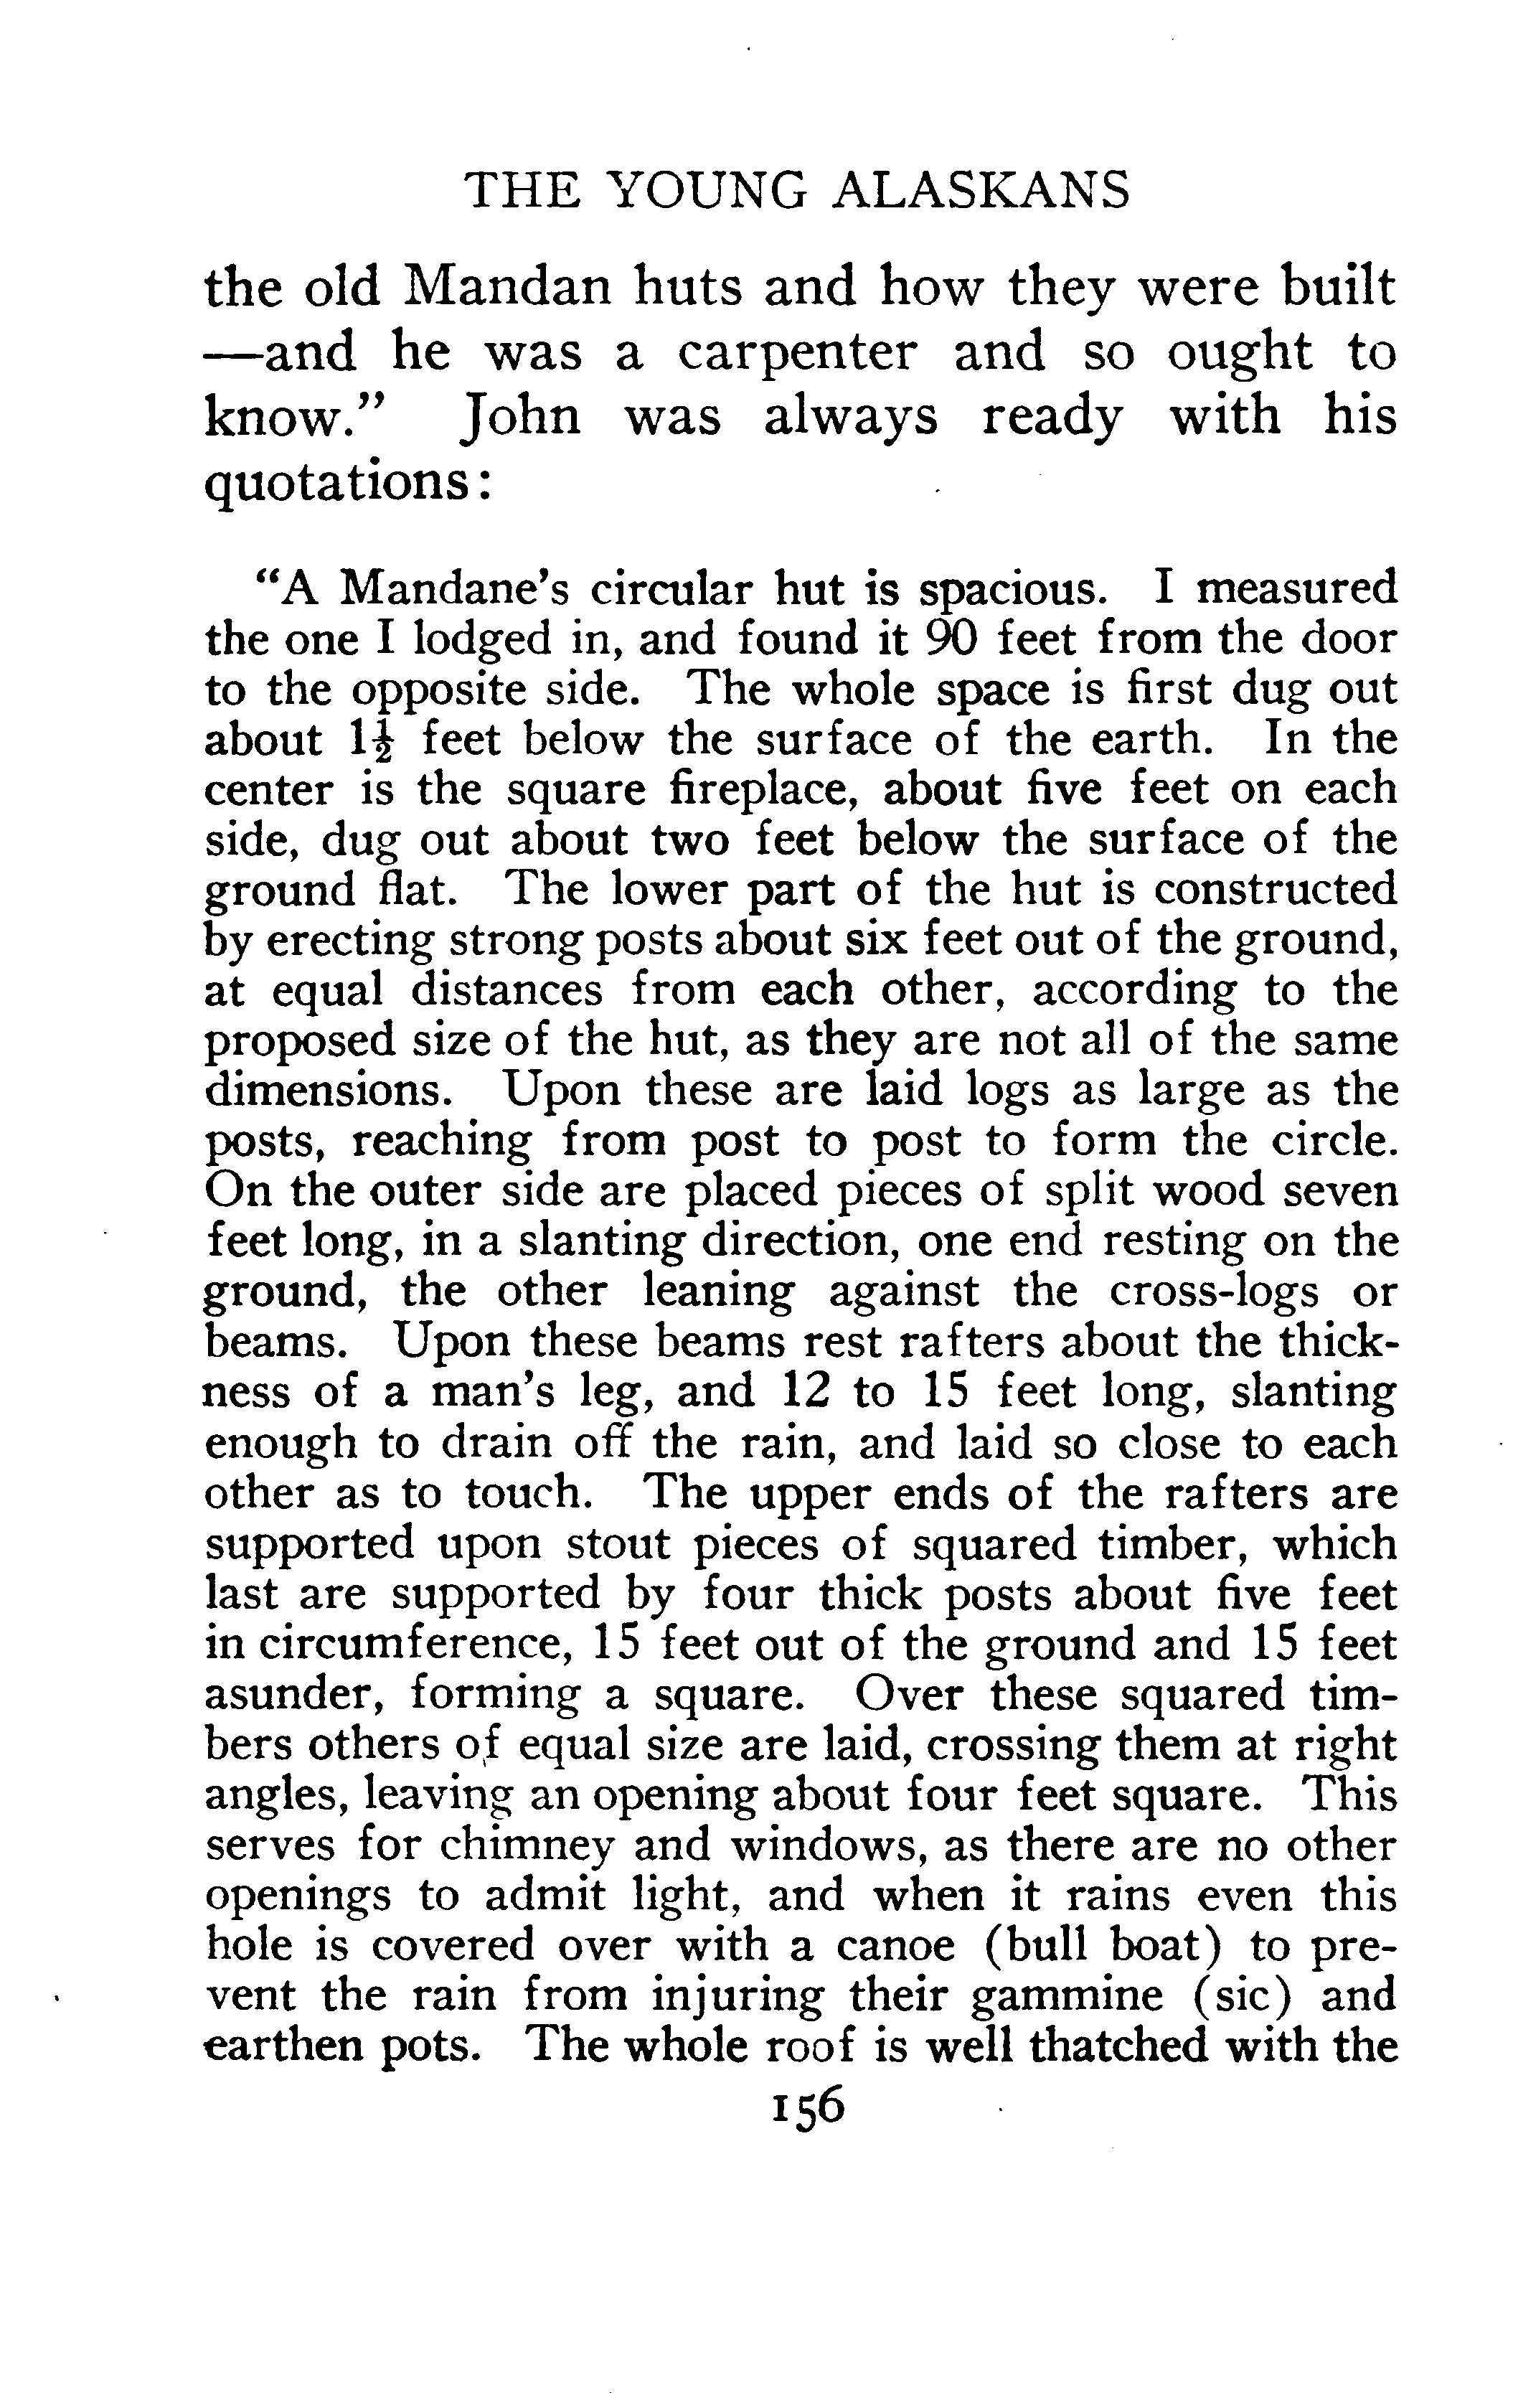 THE YOUNG ALASKANS
the old Mandan huts and how they were built
—and he was a carpenter and so ought to
know.” John was always ready with his
quotations:
“A Mandane’s circular hut is spacious. I measured
the one I lodged in, and found it 90 feet from the door
to the opposite side. The whole space is first dug out
about 1½ feet below the surface of the earth. In the
center is the square fireplace, about five feet on each
side, dug out about two feet below the surface of the
ground flat. The lower part of the hut is constructed
by erecting strong posts about six feet out of the ground,
at equal distances from each other, according to the
proposed size of the hut, as they are not all of the same
dimensions. Upon these are laid logs as large as the
posts, reaching from post to post to form the circle.
On the outer side are placed pieces of split wood seven
feet long, in a slanting direction, one end resting on the
ground, the other leaning against the cross-logs or
beams. Upon these beams rest rafters about the thick-
ness of a man’s leg, and 12 to 15 feet long, slanting
enough to drain off the rain, and laid so close to each
other as to touch. The upper ends of the rafters are
supported upon stout pieces of squared timber, which
last are supported by four thick posts about five feet
in circumference, 15 feet out of the ground and 15 feet
asunder, forming a square. Over these squared tim-
bers others of equal size are laid, crossing them at right
angles, leaving an opening about four feet square. This
serves for chimney and windows, as there are no other
openings to admit light, and when it rains even this
hole is covered over with a canoe (bull boat) to pre-
vent the rain from injuring their gammine (sic) and
earthen pots. The whole roof is well thatched with the
156